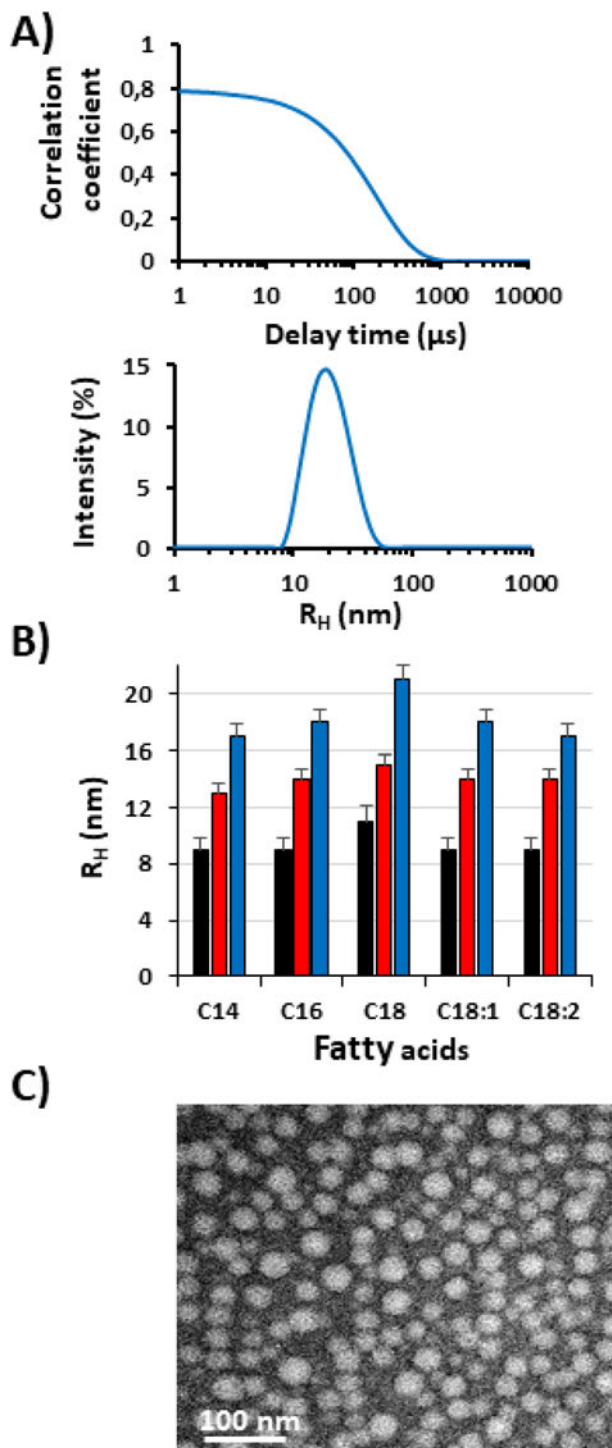 A)
Correlation
coefficient
1
0,8
0,6
0,4
0,2
0
1 10 100 1000 10000
Delay time (µs)
Intensity (%)
15
10
5
0
1 10 100 1000
RH (nm)
B)
RH (nm)
20
16
12
8
4
0
C14 C16 C18 C18:1 C18:2
Fatty acids
C)
100 nm